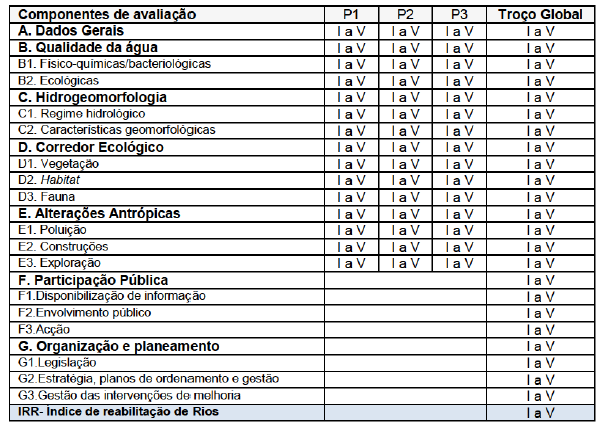 Componentes de avaliação P1 P2 P3 Troço Global
A. Dados Gerais I a V I a V I a V I a V
B. Qualidade da água I a V I a V I a V I a V
B1. Físico-químicas/bacteriológicas I a V I a V I a V I a V
B2. Ecológicas I a V I a V I a V I a V
C. Hidrogeomorfologia I a V I a V I a V I a V
C1. Regime hidrológico I a V I a V I a V I a V
C2. Características geomorfológicas I a V I a V I a V I a V
D. Corredor Ecológico I a V I a V I a V I a V
D1. Vegetação I a V I a V I a V I a V
D2. Habitat I a V I a V I a V I a V
D3. Fauna I a V I a V I a V I a V
E. Alterações Antrópicas I a V I a V I a V I a V
E1. Poluição I a V I a V I a V I a V
E2. Construções I a V I a V I a V I a V
E3. Exploração I a V I a V I a V I a V
F. Participação Pública I a V
F1.Disponibilização de informação I a V
F2.Envolvimento público I a V
F3.Acção I a V
G. Organização e planeamento I a V
G1.Legislação I a V
G2.Estratégia, planos de ordenamento e gestão I a V
G3.Gestão das intervenções de melhoria I a V
IRR- Indice de reabilitação de Rios I a V